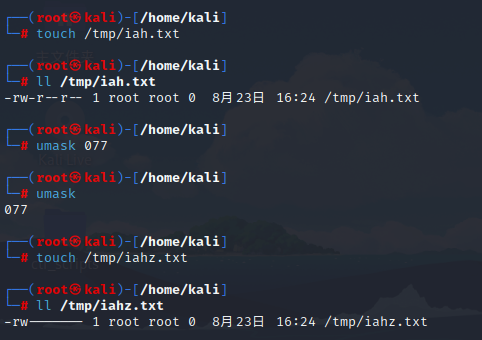 ┌──(root㉿kali)-[/home/kali]
└─# touch /tmp/iah.txt
┌──(root㉿kali)-[/home/kali]
└─# ll /tmp/iah.txt
-rw-r--r-- 1 root root 0  8月23日 16:24 /tmp/iah.txt
┌──(root㉿kali)-[/home/kali]
└─# umask 077
┌──(root㉿kali)-[/home/kali]
└─# umask
077
┌──(root㉿kali)-[/home/kali]
└─# touch /tmp/iahz.txt
┌──(root㉿kali)-[/home/kali]
└─# ll /tmp/iahz.txt
-rw------- 1 root root 0  8月23日 16:24 /tmp/iahz.txt